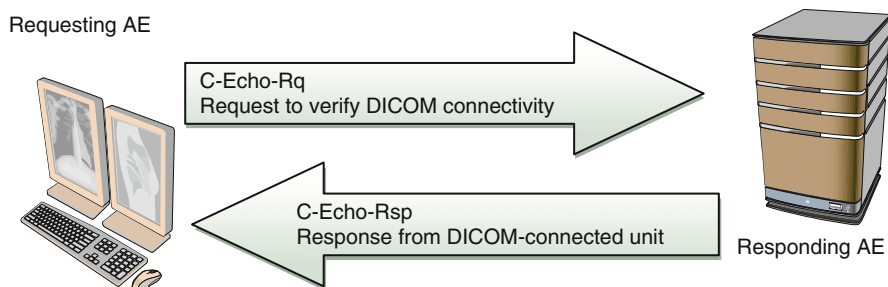 Requesting AE
C-Echo-Rq
Request to verify DICOM connectivity
C-Echo-Rsp
Response from DICOM-connected unit
Responding AE